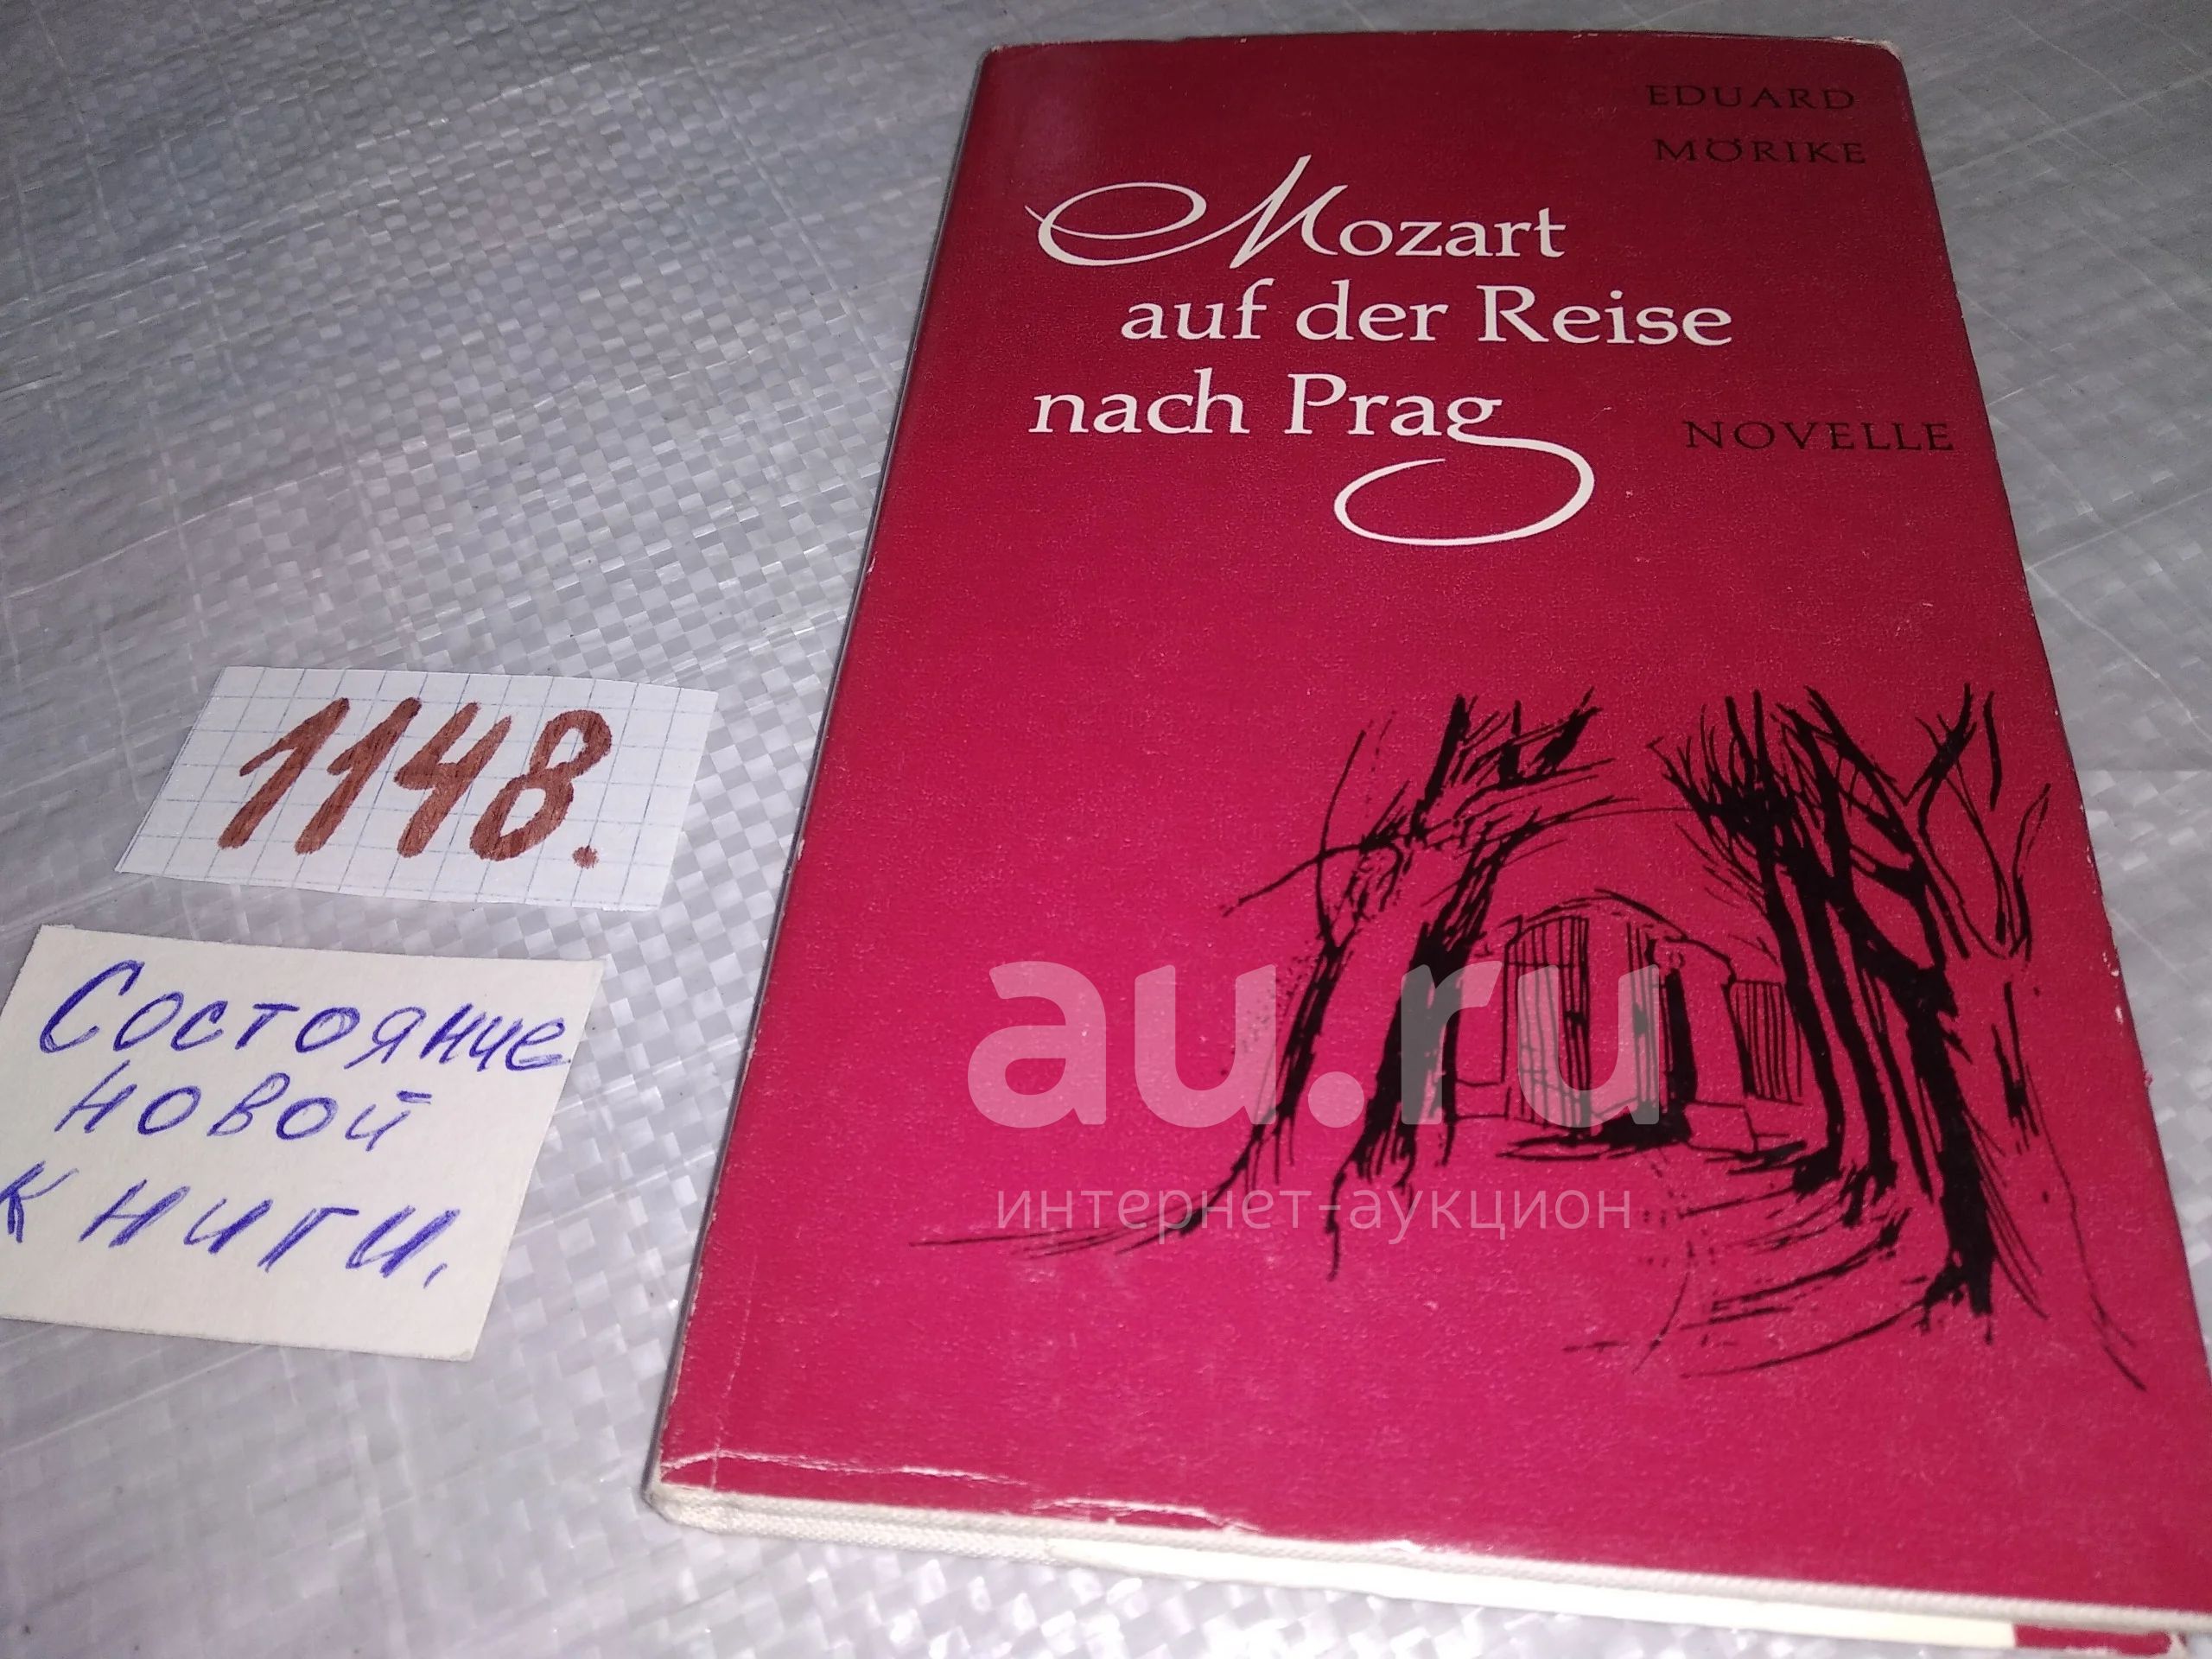 EDUARD
MÖRIKE
Mozart
auf der Reise
nach Prag
NOVELLE
1148.
Состояние
новой
книги.
au.ru
интернет-аукцион